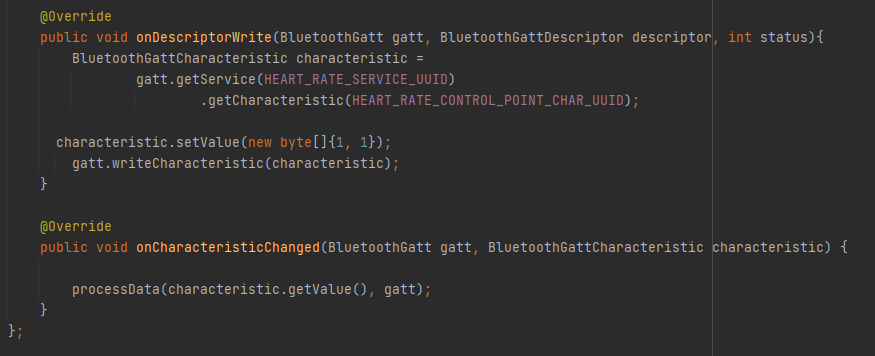 @Override
public void onDescriptorWrite(BluetoothGatt gatt, BluetoothGattDescriptor descriptor, int status){
BluetoothGattCharacteristic characteristic =
gatt.getService(HEART_RATE_SERVICE_UUID)
.getCharacteristic(HEART_RATE_CONTROL_POINT_CHAR_UUID);
characteristic.setValue(new byte[]{1, 1});
gatt.writeCharacteristic(characteristic);
}
@Override
public void onCharacteristicChanged(BluetoothGatt gatt, BluetoothGattCharacteristic characteristic) {
processData(characteristic.getValue(), gatt);
}
};